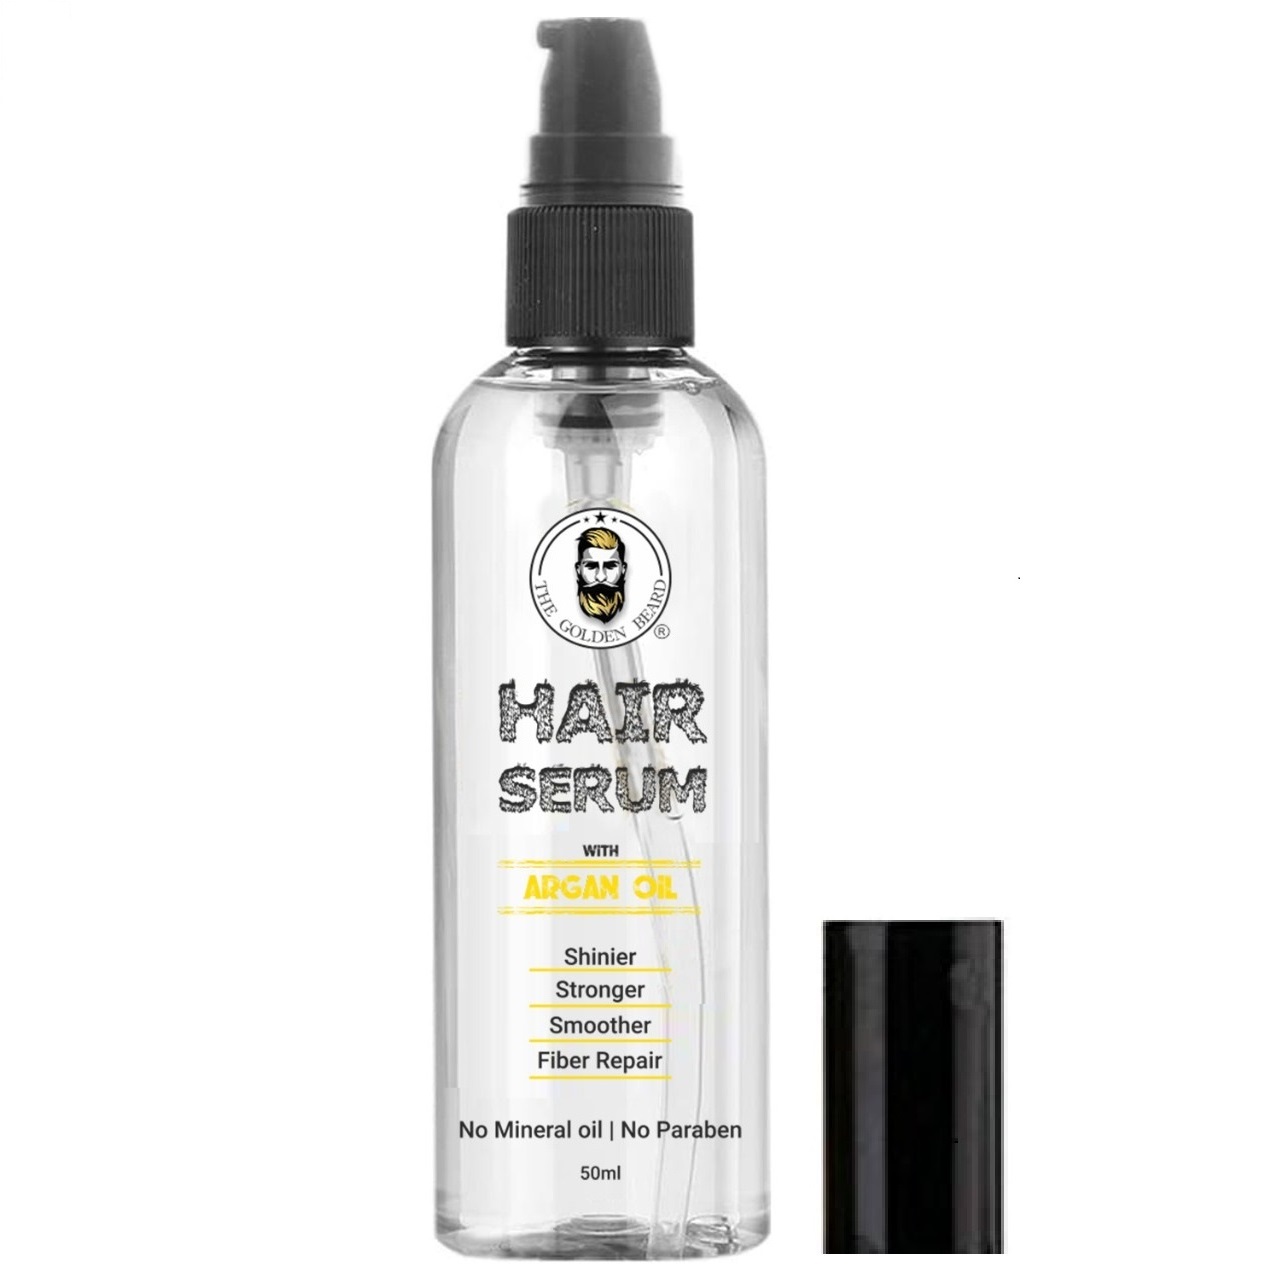 THE GOLDEN BEARD
®
HAIR
SERUM
WITH
ARGAN OIL
Shinier
Stronger
Smoother
Fiber Repair
No Mineral oil | No Paraben
50ml